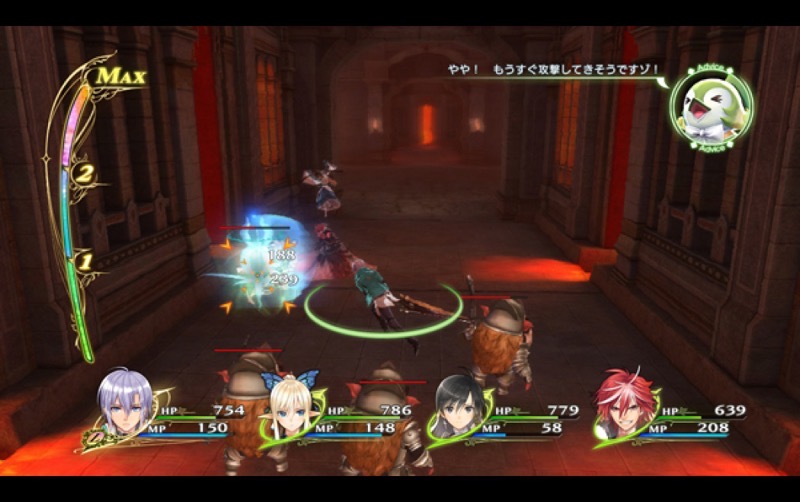 MAX
やや！ もうすぐ攻撃してきそうですゾ！
Advice
Advice
2
188
1
239
HP 754
MP 150
HP 786
MP 148
HP 779
MP 58
HP 639
MP 208